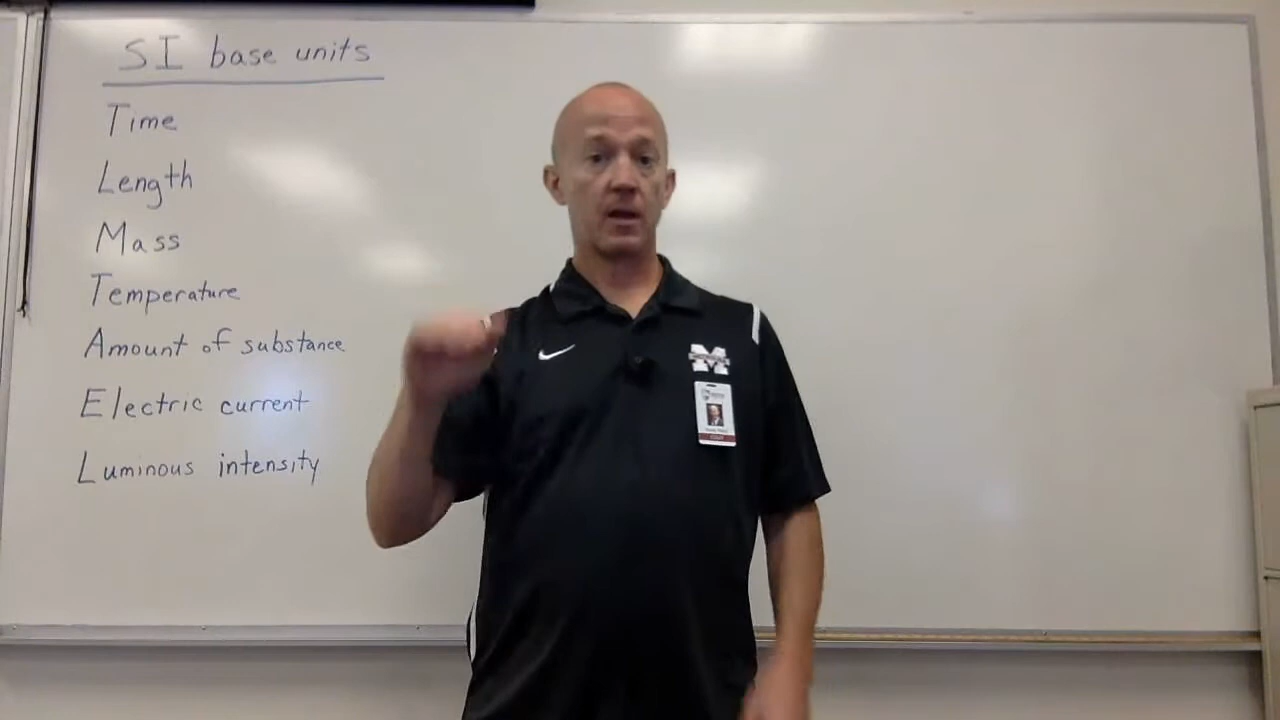 SI base units
Time
Length
Mass
Temperature
Amount of substance
Electric current
Luminous intensity
M